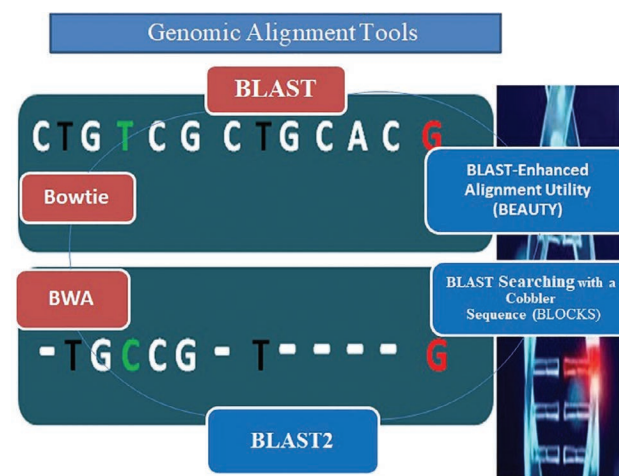 Genomic Alignment Tools
BLAST
CTGTCGCTGCACG
Bowtie
BLAST-Enhanced
Alignment Utility
(BEAUTY)
BWA
BLAST Searching with a
Cobbler
Sequence (BLOCKS)
-TGCCG-T----G
BLAST2